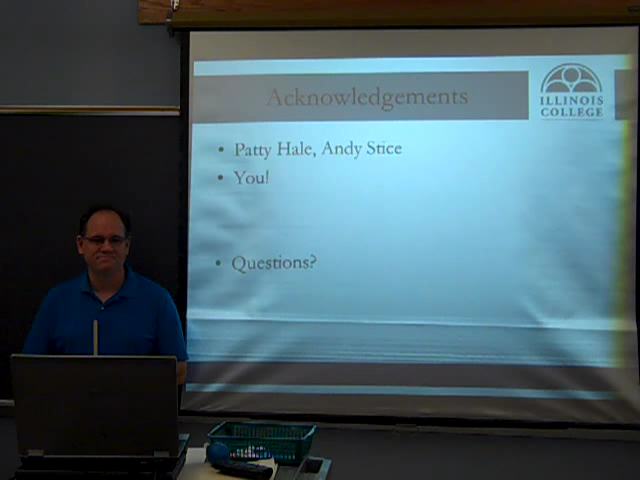 Acknowledgements
ILLINOIS
COLLEGE
• Patty Hale, Andy Stice
• You!
• Questions?